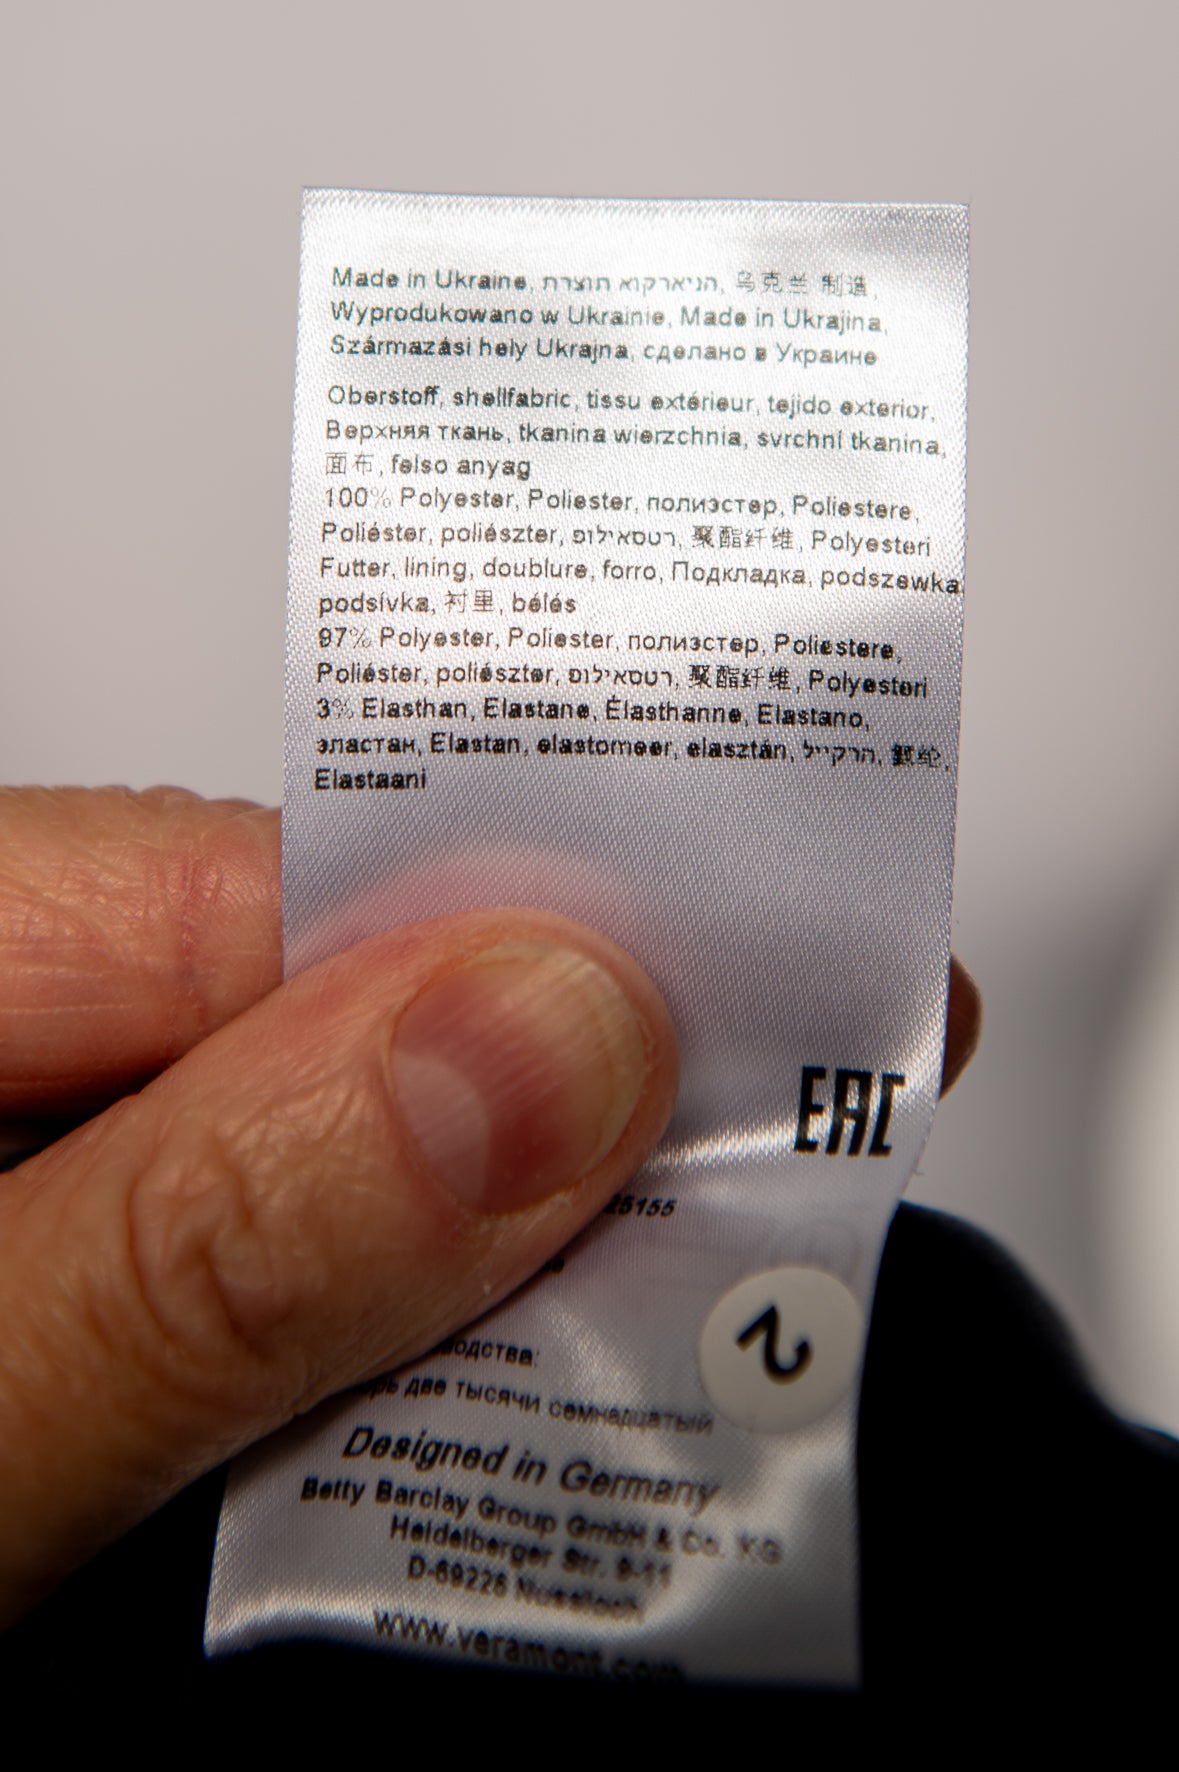 Made in Ukraine, הניארקוא תוצרת, 乌克兰 制造,
Wyprodukowano w Ukrainie, Made in Ukrajina,
Származási hely Ukrajna, сделано в Украине
Oberstoff, shellfabric, tissu extérieur, tejido exterior,
Верхняя ткань, tkanina wierzchnia, svrchní tkanina,
面布, felso anyag
100% Polyester, Poliester, полиэстер, Poliestere,
Poliéster, poliészter, רטסאילופ, 聚酯纤维, Polyesteri
Futter, lining, doublure, forro, Подкладка, podszewka,
podsívka, 衬里, bélés
97% Polyester, Poliester, полиэстер, Poliestere,
Poliéster, poliészter, רטסאילופ, 聚酯纤维, Polyesteri
3% Elasthan, Elastane, Élasthanne, Elastano,
эластан, Elastan, elastomeer, elasztán, הרקייל,
Elastaani
EAC
25155
2
две тысячи семнадцатый
Designed in Germany
Betty Barclay Group GmbH & Co. KG
Heidelberger Str. 9-11
D-69226 Nussloch
www.veramont.com